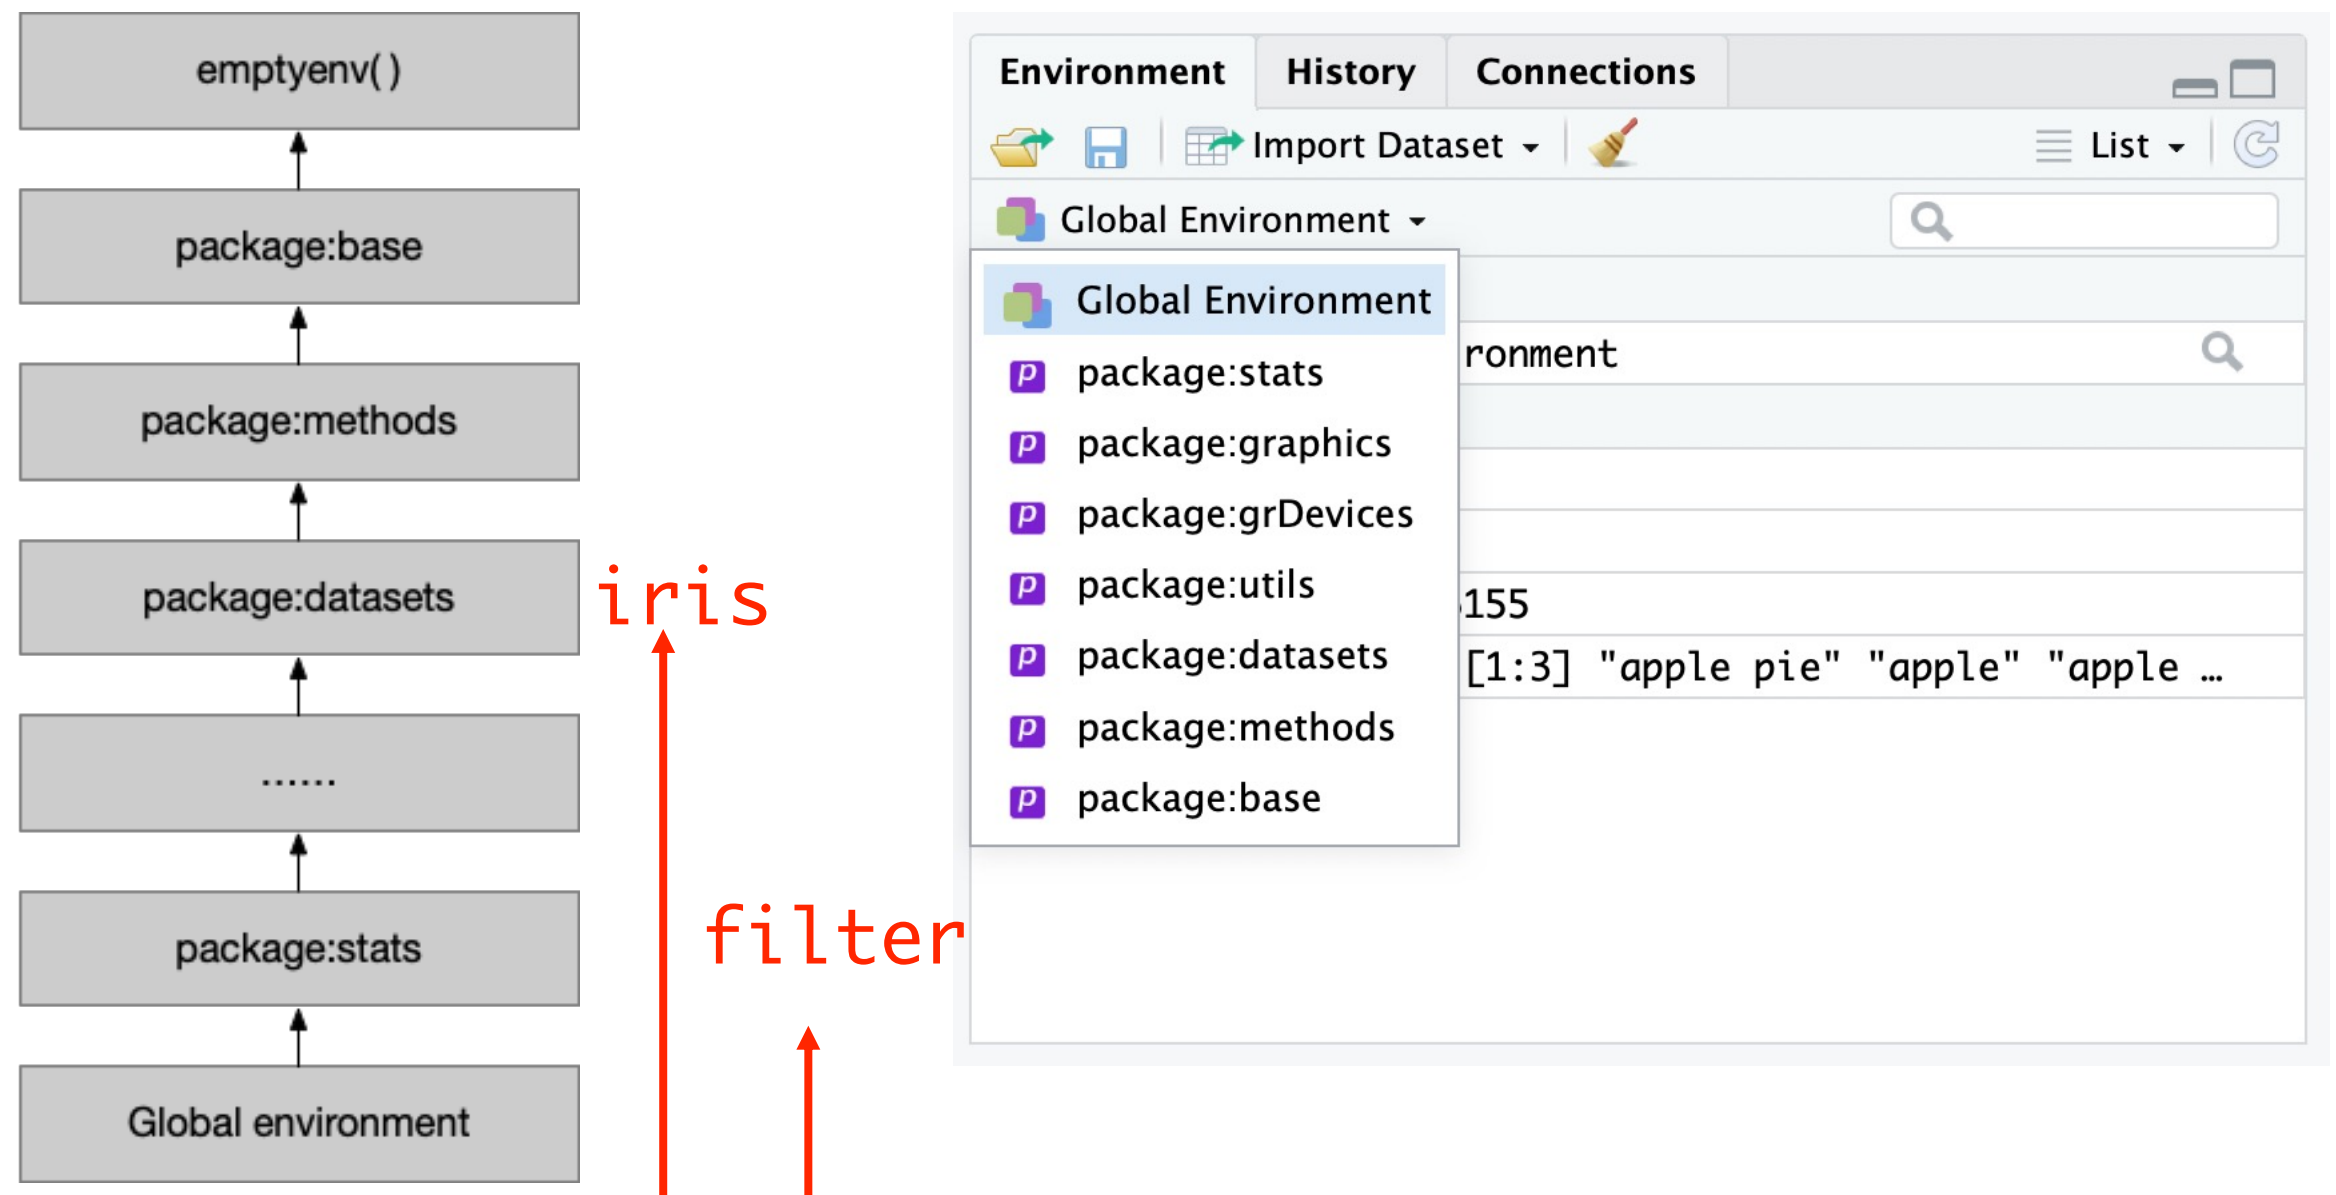 emptyenv()
package:base
package:methods
package:datasets
iris
......
package:stats
filter
Global environment
Environment History Connections
Import Dataset List
Global Environment
Global Environment
package:stats
package:graphics
package:grDevices
package:utils
package:datasets
package:methods
package:base
ronment
155
[1:3] "apple pie" "apple" "apple …